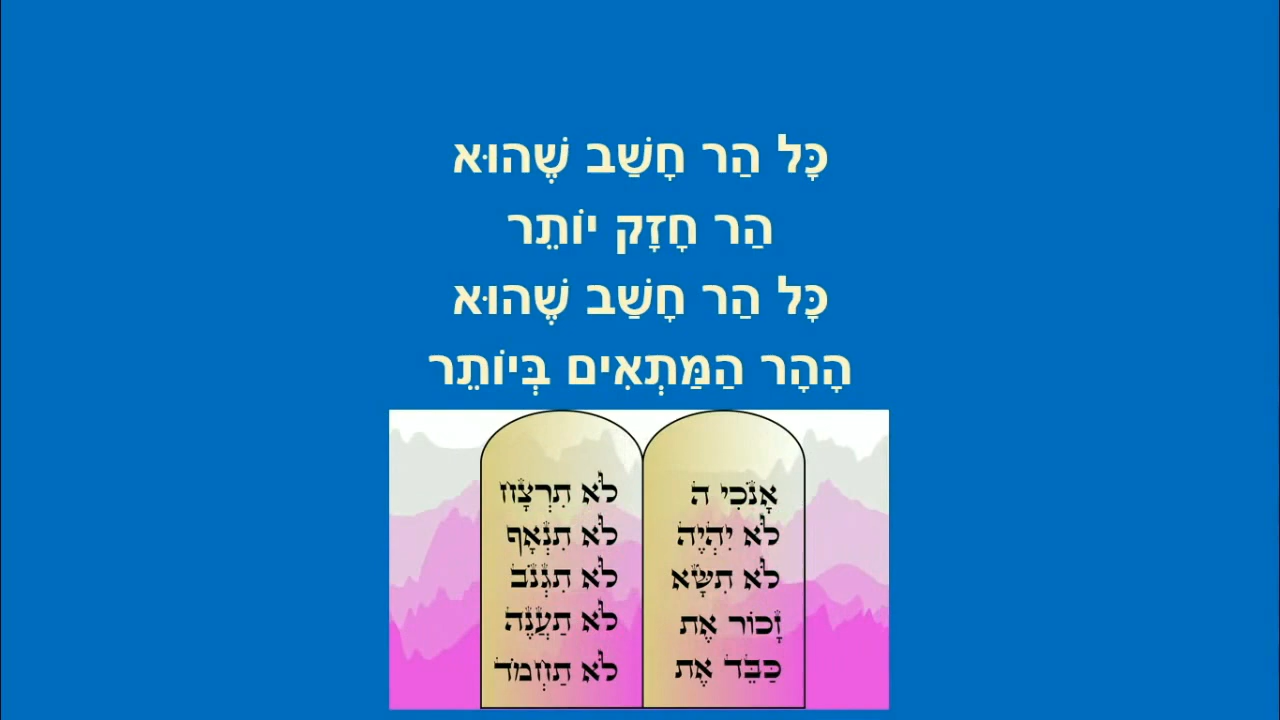 כָּל הַר חָשַׁב שֶׁהוּא
הַר חָזָק יוֹתֵר
כָּל הַר חָשַׁב שֶׁהוּא
הָהָר הַמַּתְאִים בְּיוֹתֵר
אָנֹכִי ה
לֹא יִהְיֶה
לֹא תִשָּׂא
זָכוֹר אֶת
כַּבֵּד אֶת
לֹא תִרְצָח
לֹא תִנְאָף
לֹא תִגְנֹב
לֹא תַעֲנֶה
לֹא תַחְמֹד